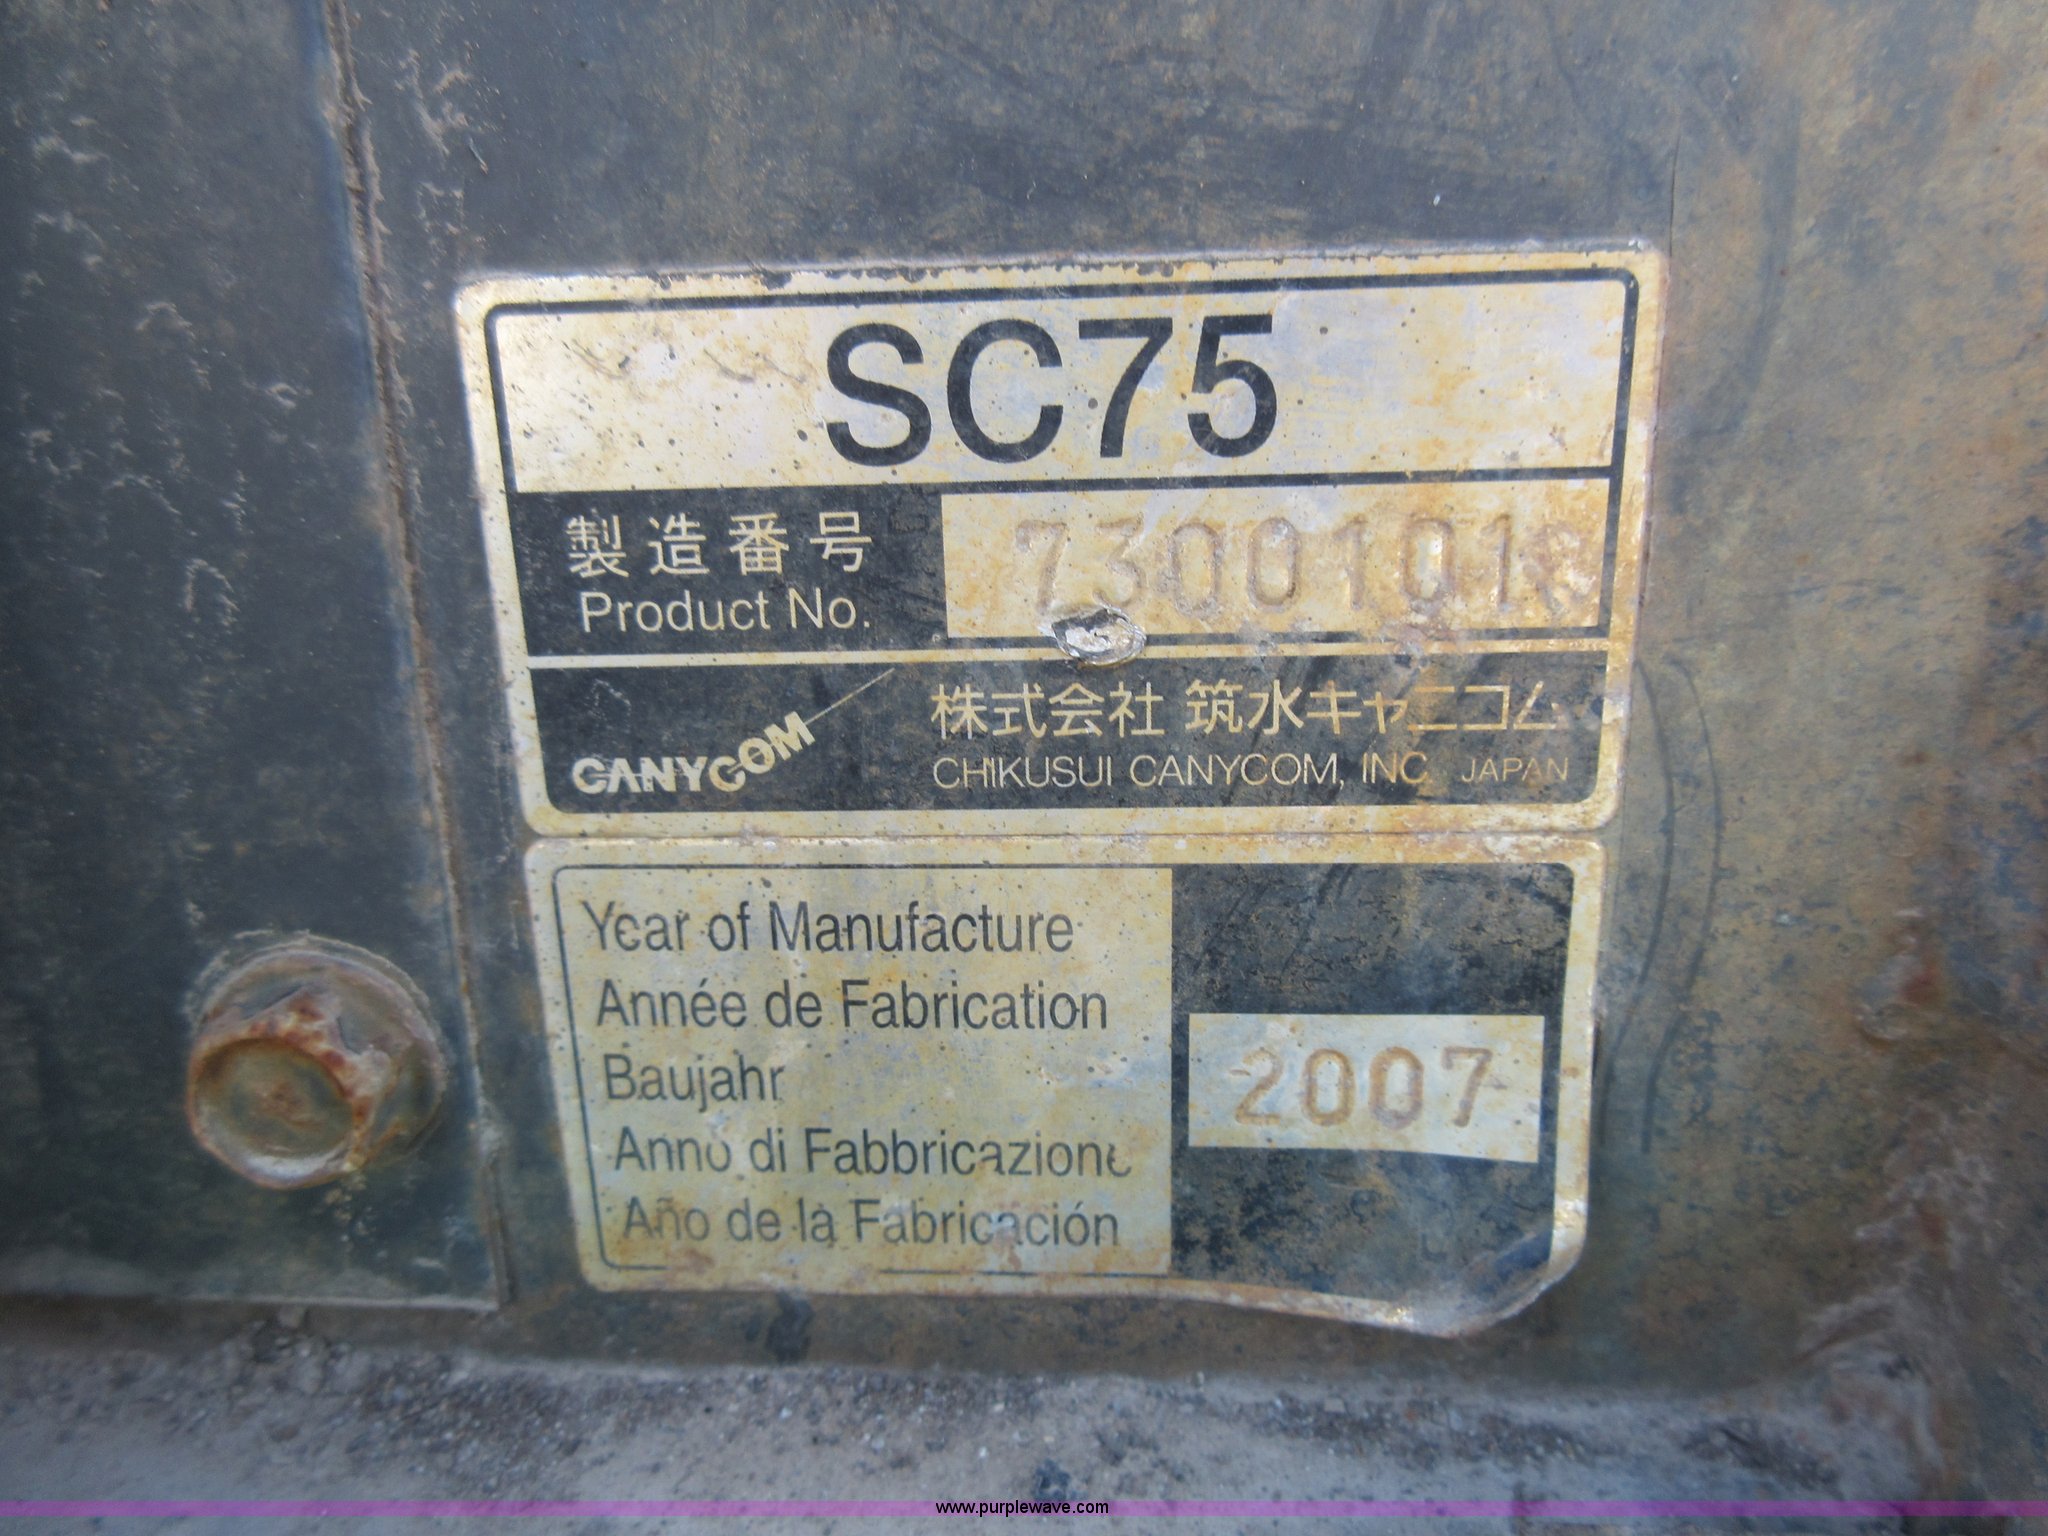 SC75
製造番号
Product No.
7300101
CANYCOM
株式会社 筑水キャニコム
CHIKUSUI CANYCOM, INC. JAPAN
Year of Manufacture
Année de Fabrication
Baujahr
Anno di Fabbricazione
Año de la Fabricación
2007
www.purplewave.com